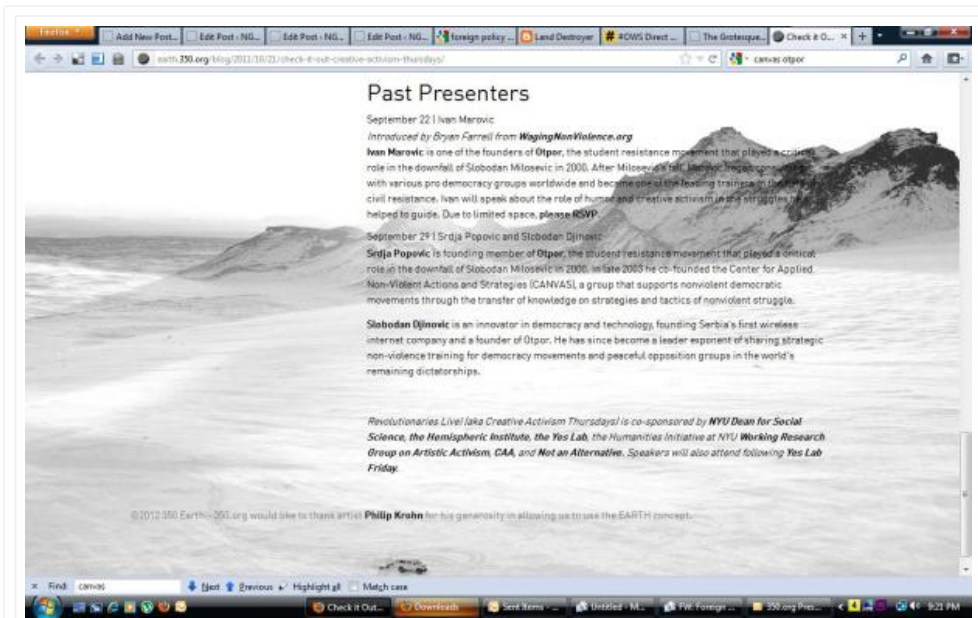 Firefox
Add New Post...
Edit Post ‹ NG...
Edit Post ‹ NG...
Edit Post ‹ NG...
foreign policy ...
Land Destroyer
#OWS Direct ...
The Grotesque...
Check it O...
earth.350.org/blog/2011/10/21/check-it-out-creative-activism-thursdays/
canvas otpor
Past Presenters
September 22 | Ivan Marovic
Introduced by Bryan Farrell from WagingNonViolence.org
Ivan Marovic is one of the founders of Otpor, the student resistance movement that played a critical
role in the downfall of Slobodan Milosevic in 2000. After Milosevic's fall, Marovic began consulting
with various pro democracy groups worldwide and became one of the leading trainers in the field of
civil resistance. Ivan will speak about the role of humor and creative activism in the struggles he
helped to guide. Due to limited space, please RSVP.
September 29 | Srdja Popovic and Slobodan Djinovic
Srdja Popovic is founding member of Otpor, the student resistance movement that played a critical
role in the downfall of Slobodan Milosevic in 2000. In late 2003 he co-founded the Center for Applied
Non-Violent Actions and Strategies (CANVAS), a group that supports nonviolent democratic
movements through the transfer of knowledge on strategies and tactics of nonviolent struggle.
Slobodan Djinovic is an innovator in democracy and technology, founding Serbia's first wireless
internet company and a founder of Otpor. He has since become a leader exponent of sharing strategic
non-violence training for democracy movements and peaceful opposition groups in the world's
remaining dictatorships.
Revolutionaries Live! (aka Creative Activism Thursdays) is co-sponsored by NYU Dean for Social
Science, the Hemispheric Institute, the Yes Lab, the Humanities Initiative at NYU Working Research
Group on Artistic Activism, CAA, and Not an Alternative. Speakers will also attend following Yes Lab
Friday.
©2012 350 Earth - 350.org would like to thank artist Philip Krohn for his generosity in allowing us to use the EARTH concept.
Find: canvas Next Previous Highlight all Match case
Check it Out...
Downloads
Sent Items - ...
Untitled - M...
FW: Foreign ...
350.org Pres...
9:21 PM